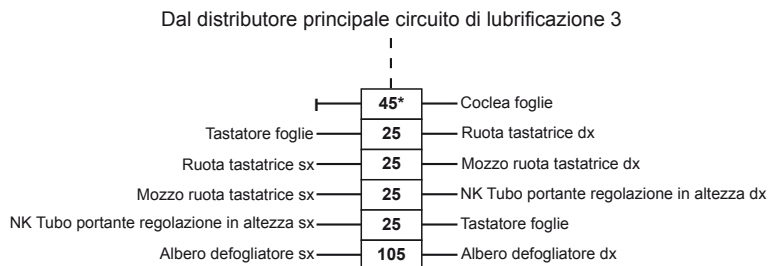 Dal distributore principale circuito di lubrificazione 3
45* Coclea foglie
Tastatore foglie 25 Ruota tastatrice dx
Ruota tastatrice sx 25 Mozzo ruota tastatrice dx
Mozzo ruota tastatrice sx 25 NK Tubo portante regolazione in altezza dx
NK Tubo portante regolazione in altezza sx 25 Tastatore foglie
Albero defogliatore sx 105 Albero defogliatore dx